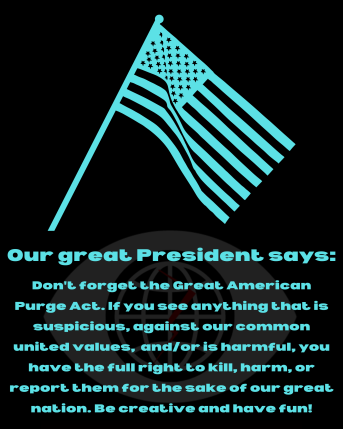 Our great President says:
Don't forget the Great American
Purge Act. If you see anything that is
suspicious, against our common
united values, and/or is harmful, you
have the full right to kill, harm, or
report them for the sake of our great
nation. Be creative and have fun!